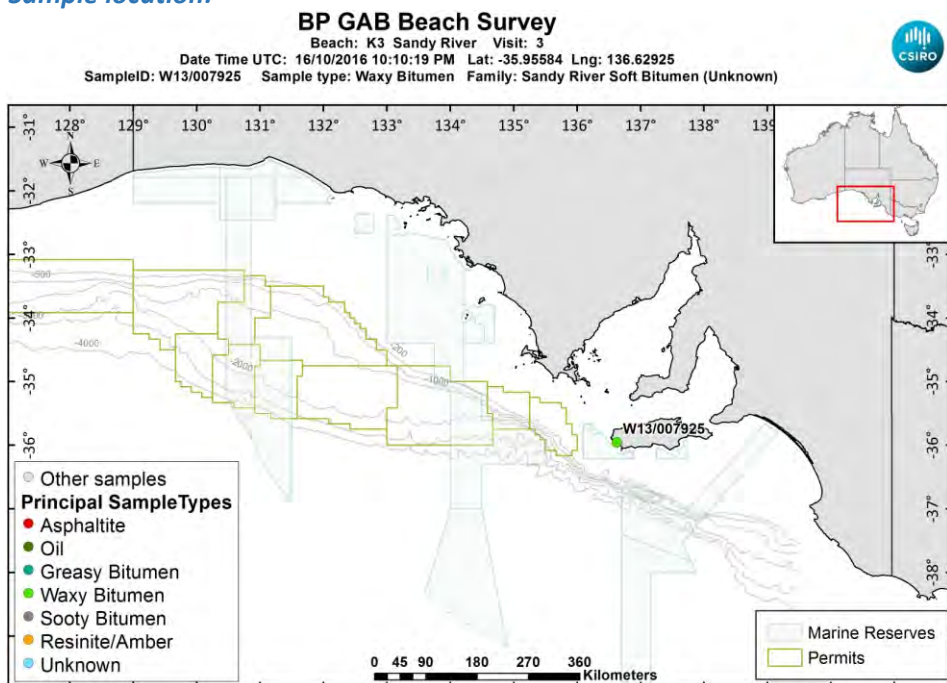 Sample location:
BP GAB Beach Survey
Beach: K3 Sandy River Visit: 3
Date Time UTC: 16/10/2016 10:10:19 PM Lat: -35.95584 Lng: 136.62925
SampleID: W13/007925 Sample type: Waxy Bitumen Family: Sandy River Soft Bitumen (Unknown)
CSIRO
128° 129° 130° 131° 132° 133° 134° 135° 136° 137° 138° 139
-31°
N
W E
S
-32°
-33°
-500
-34°
-4000
-200
-2000
-1000
-35°
W13/007925
-36°
-37°
-38°
Other samples
Principal SampleTypes
Asphaltite
Oil
Greasy Bitumen
Waxy Bitumen
Sooty Bitumen
Resinite/Amber
Unknown
0 45 90 180 270 360
Kilometers
Marine Reserves
Permits
-31°
-32°
-33°
-34°
-35°
-36°
-37°
-38°